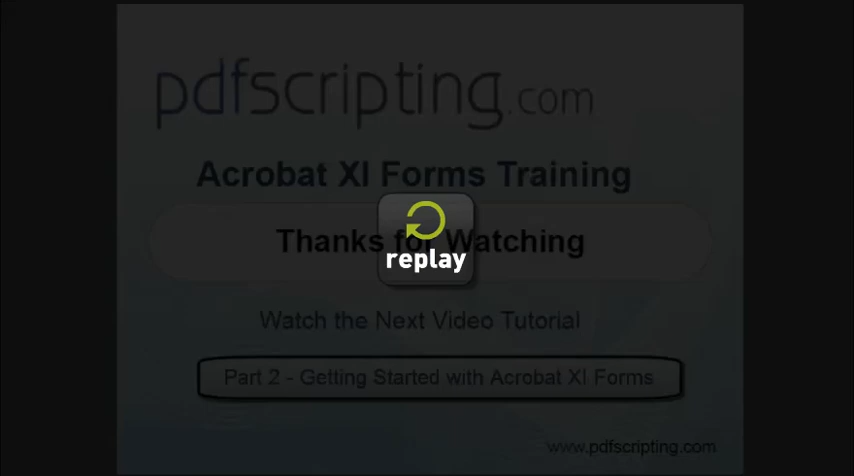 pdfscripting.com
Acrobat XI Forms Training
Thanks for Watching
replay
Watch the Next Video Tutorial
Part 2 - Getting Started with Acrobat XI Forms
www.pdfscripting.com